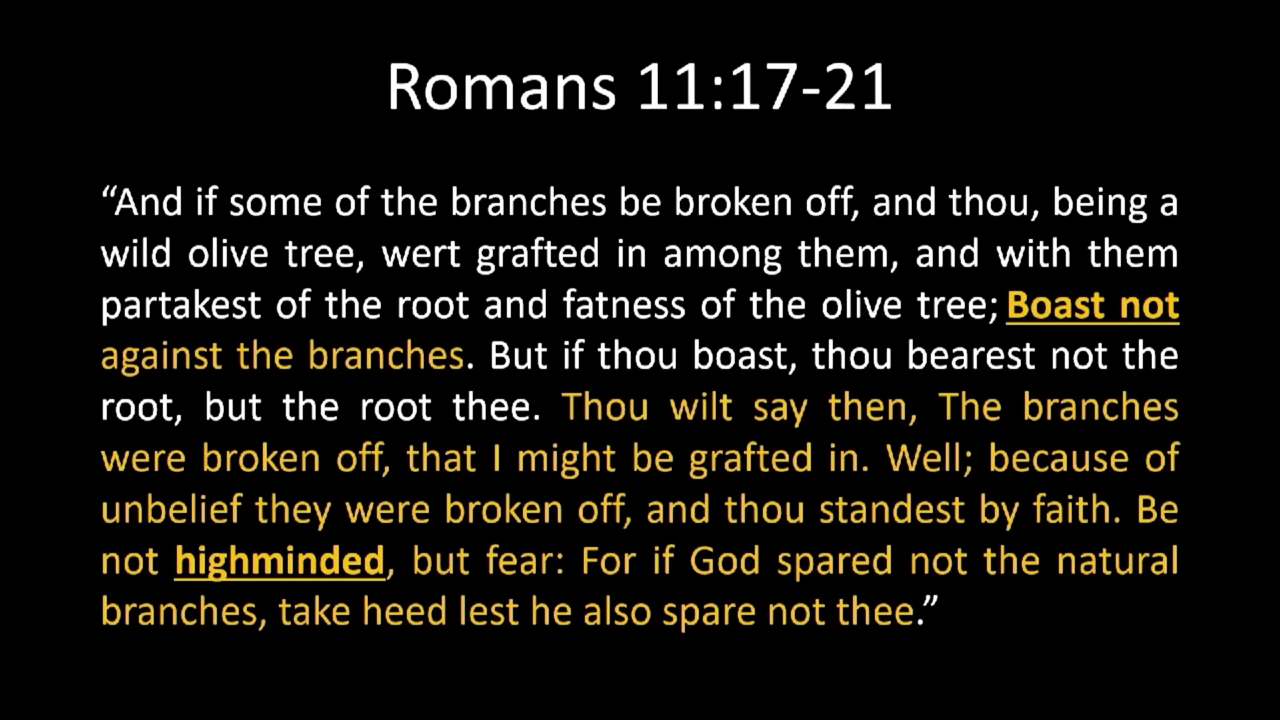 Romans 11:17-21
“And if some of the branches be broken off, and thou, being a
wild olive tree, wert grafted in among them, and with them
partakest of the root and fatness of the olive tree; Boast not
against the branches. But if thou boast, thou bearest not the
root, but the root thee. Thou wilt say then, The branches
were broken off, that I might be grafted in. Well; because of
unbelief they were broken off, and thou standest by faith. Be
not highminded, but fear: For if God spared not the natural
branches, take heed lest he also spare not thee.”